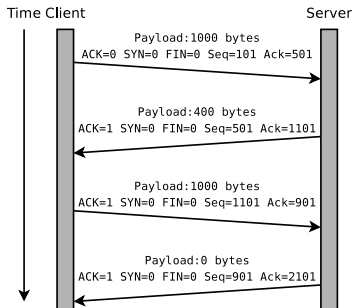 Time Client Server
Payload:1000 bytes
ACK=0 SYN=0 FIN=0 Seq=101 Ack=501
Payload:400 bytes
ACK=1 SYN=0 FIN=0 Seq=501 Ack=1101
Payload:1000 bytes
ACK=1 SYN=0 FIN=0 Seq=1101 Ack=901
Payload:0 bytes
ACK=1 SYN=0 FIN=0 Seq=901 Ack=2101